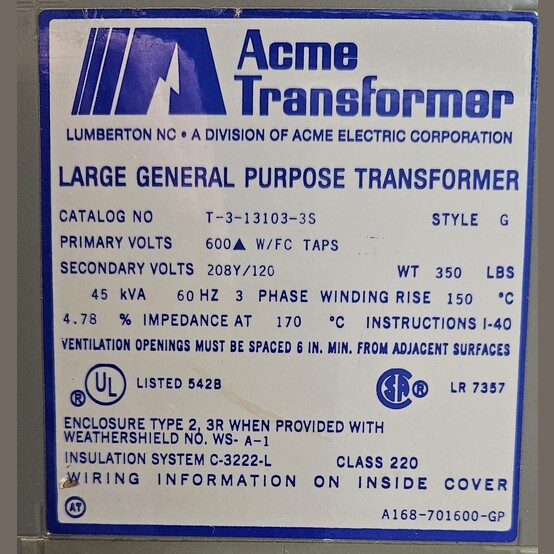 Acme
Transformer
LUMBERTON NC • A DIVISION OF ACME ELECTRIC CORPORATION
LARGE GENERAL PURPOSE TRANSFORMER
CATALOG NO T-3-13103-3S STYLE G
PRIMARY VOLTS 600▲ W/FC TAPS
SECONDARY VOLTS 208Y/120 WT 350 LBS
45 kVA 60 HZ 3 PHASE WINDING RISE 150 °C
4.78 % IMPEDANCE AT 170 °C INSTRUCTIONS I-40
VENTILATION OPENINGS MUST BE SPACED 6 IN. MIN. FROM ADJACENT SURFACES
® UL LISTED 542B SA ® LR 7357
ENCLOSURE TYPE 2, 3R WHEN PROVIDED WITH
WEATHERSHIELD NO. WS- A-1
INSULATION SYSTEM C-3222-L CLASS 220
WIRING INFORMATION ON INSIDE COVER
AT A168-701600-GP